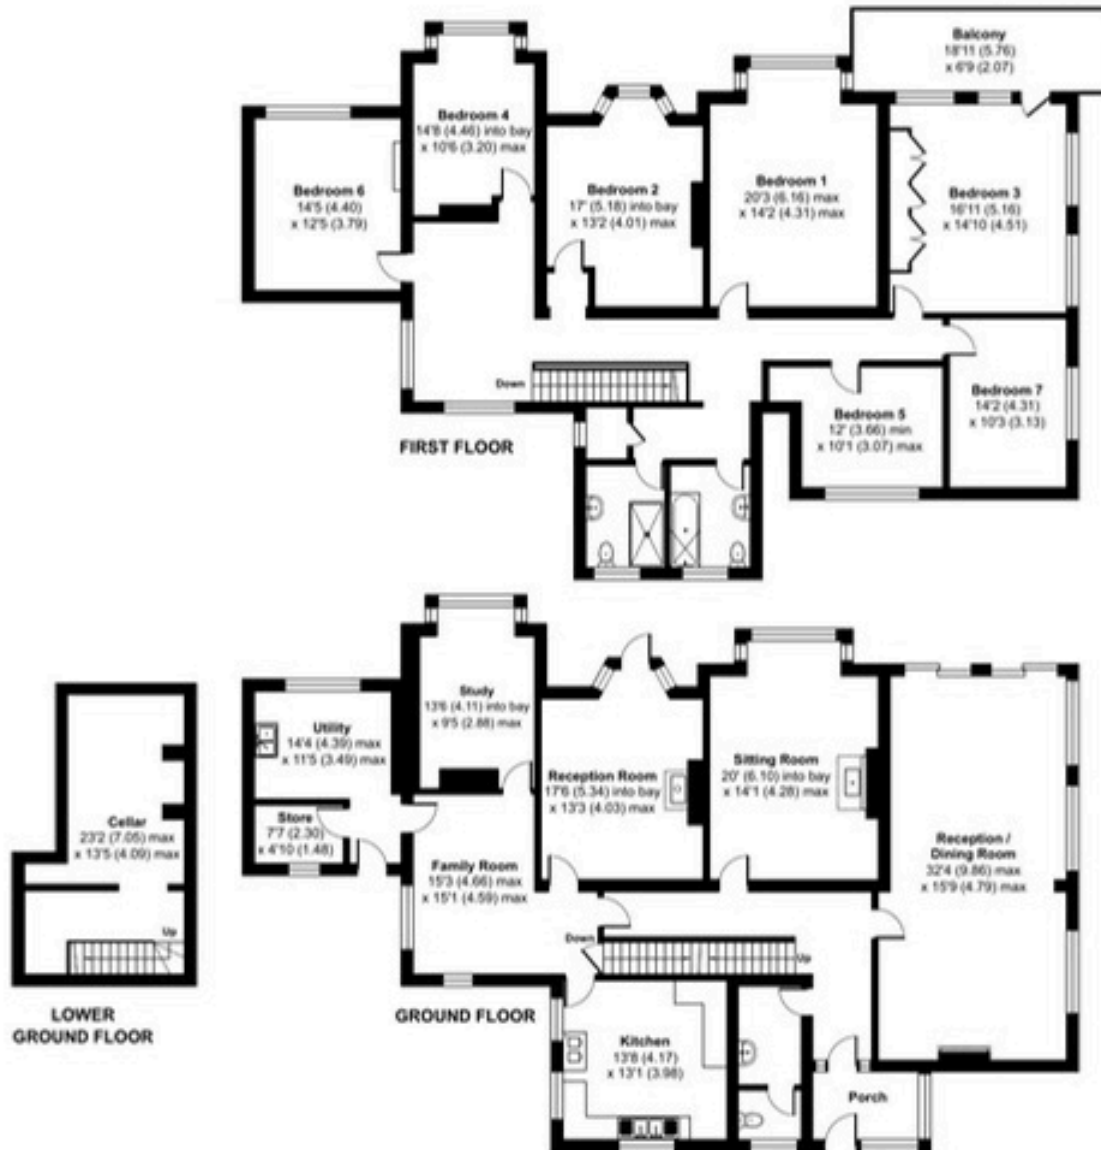 Balcony
18'11 (5.76)
x 6'9 (2.07)
Bedroom 4
14'8 (4.46) into bay
x 10'6 (3.20) max
Bedroom 6
14'5 (4.40)
x 12'5 (3.79)
Bedroom 2
17' (5.18) into bay
x 13'2 (4.01) max
Bedroom 1
20'3 (6.16) max
x 14'2 (4.31) max
Bedroom 3
16'11 (5.16)
x 14'10 (4.51)
Down
Bedroom 7
14'2 (4.31)
x 10'3 (3.13)
Bedroom 5
12' (3.66) min
x 10'1 (3.07) max
FIRST FLOOR
Study
13'6 (4.11) into bay
x 9'5 (2.88) max
Utility
14'4 (4.39) max
x 11'5 (3.49) max
Reception Room
17'6 (5.34) into bay
x 13'3 (4.03) max
Sitting Room
20' (6.10) into bay
x 14'1 (4.28) max
Store
7'7 (2.30)
x 4'10 (1.48)
Cellar
23'2 (7.05) max
x 13'5 (4.09) max
Family Room
15'3 (4.66) max
x 15'1 (4.59) max
Reception /
Dining Room
32'4 (9.86) max
x 15'9 (4.79) max
Up
Down
Up
LOWER
GROUND FLOOR
GROUND FLOOR
Kitchen
13'8 (4.17)
x 13'1 (3.98)
Porch